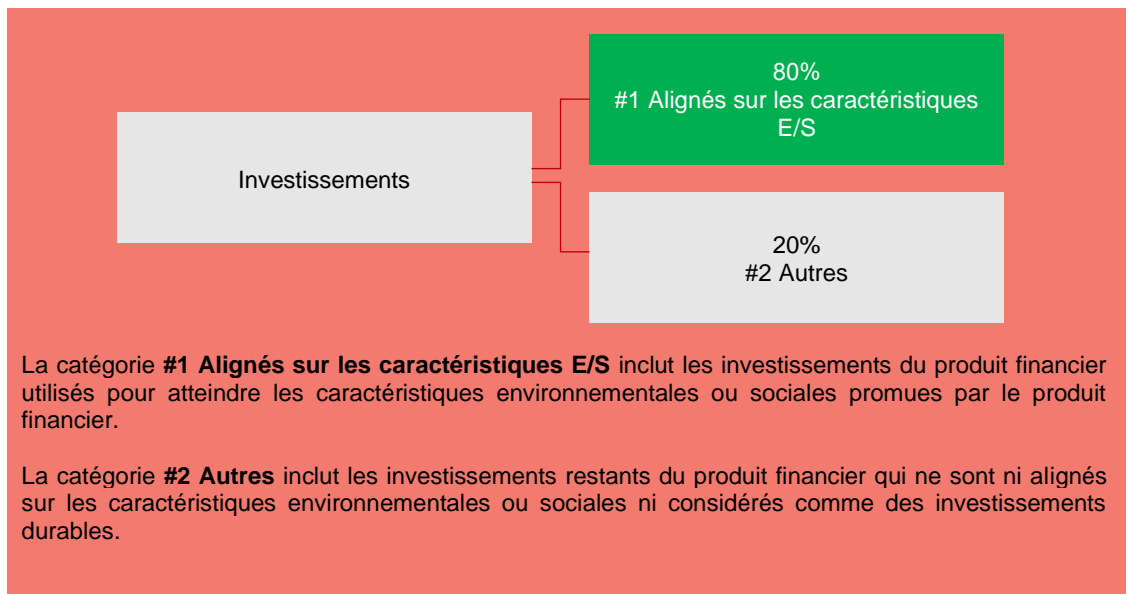 80%
#1 Alignés sur les caractéristiques
E/S
Investissements
20%
#2 Autres
La catégorie #1 Alignés sur les caractéristiques E/S inclut les investissements du produit financier
utilisés pour atteindre les caractéristiques environnementales ou sociales promues par le produit
financier.
La catégorie #2 Autres inclut les investissements restants du produit financier qui ne sont ni alignés
sur les caractéristiques environnementales ou sociales ni considérés comme des investissements
durables.